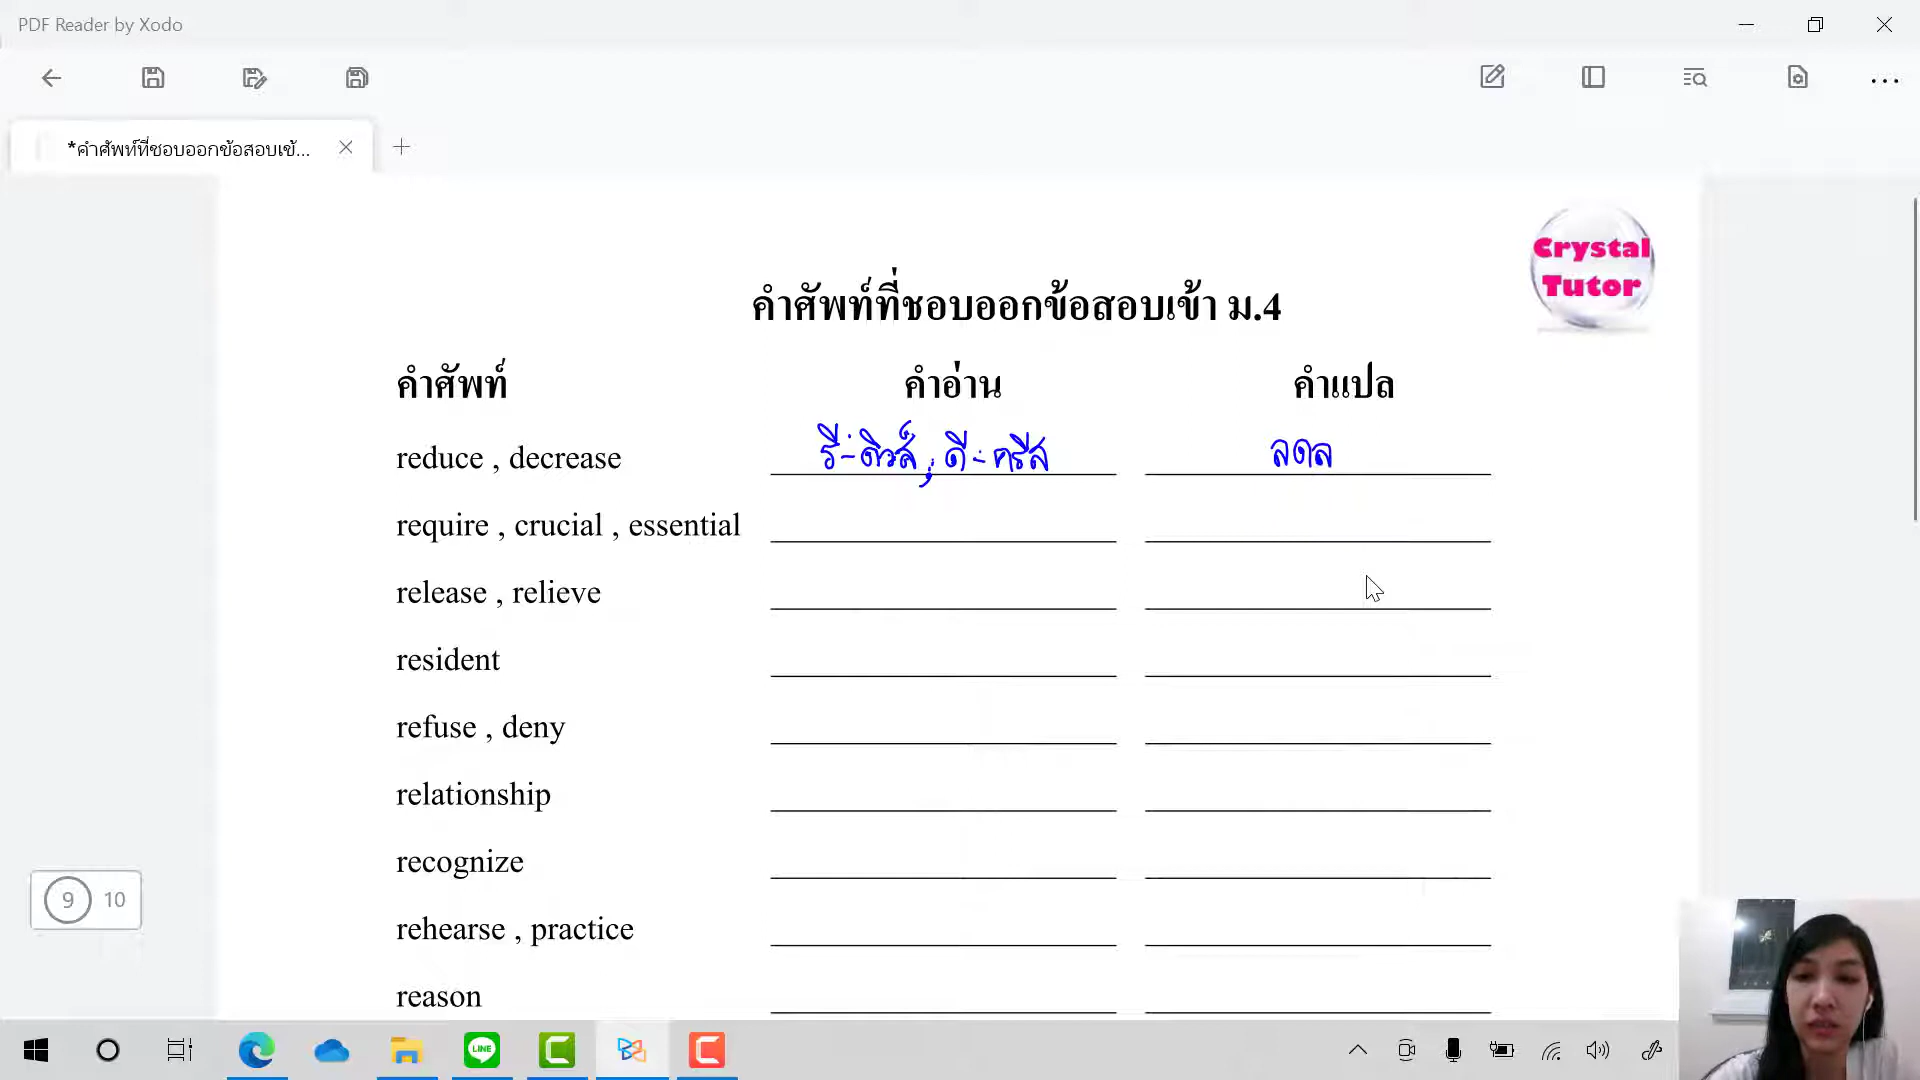 PDF Reader by Xodo
*คำศัพท์ที่ชอบออกข้อสอบเข้...
Crystal
Tutor
คำศัพท์ที่ชอบออกข้อสอบเข้า ม.4
คำศัพท์ คำอ่าน คำแปล
reduce , decrease รี-ดิวส์ , ดี-ครีส ลดลง
require , crucial , essential
release , relieve
resident
refuse , deny
relationship
recognize
rehearse , practice
reason
9 10
LINE